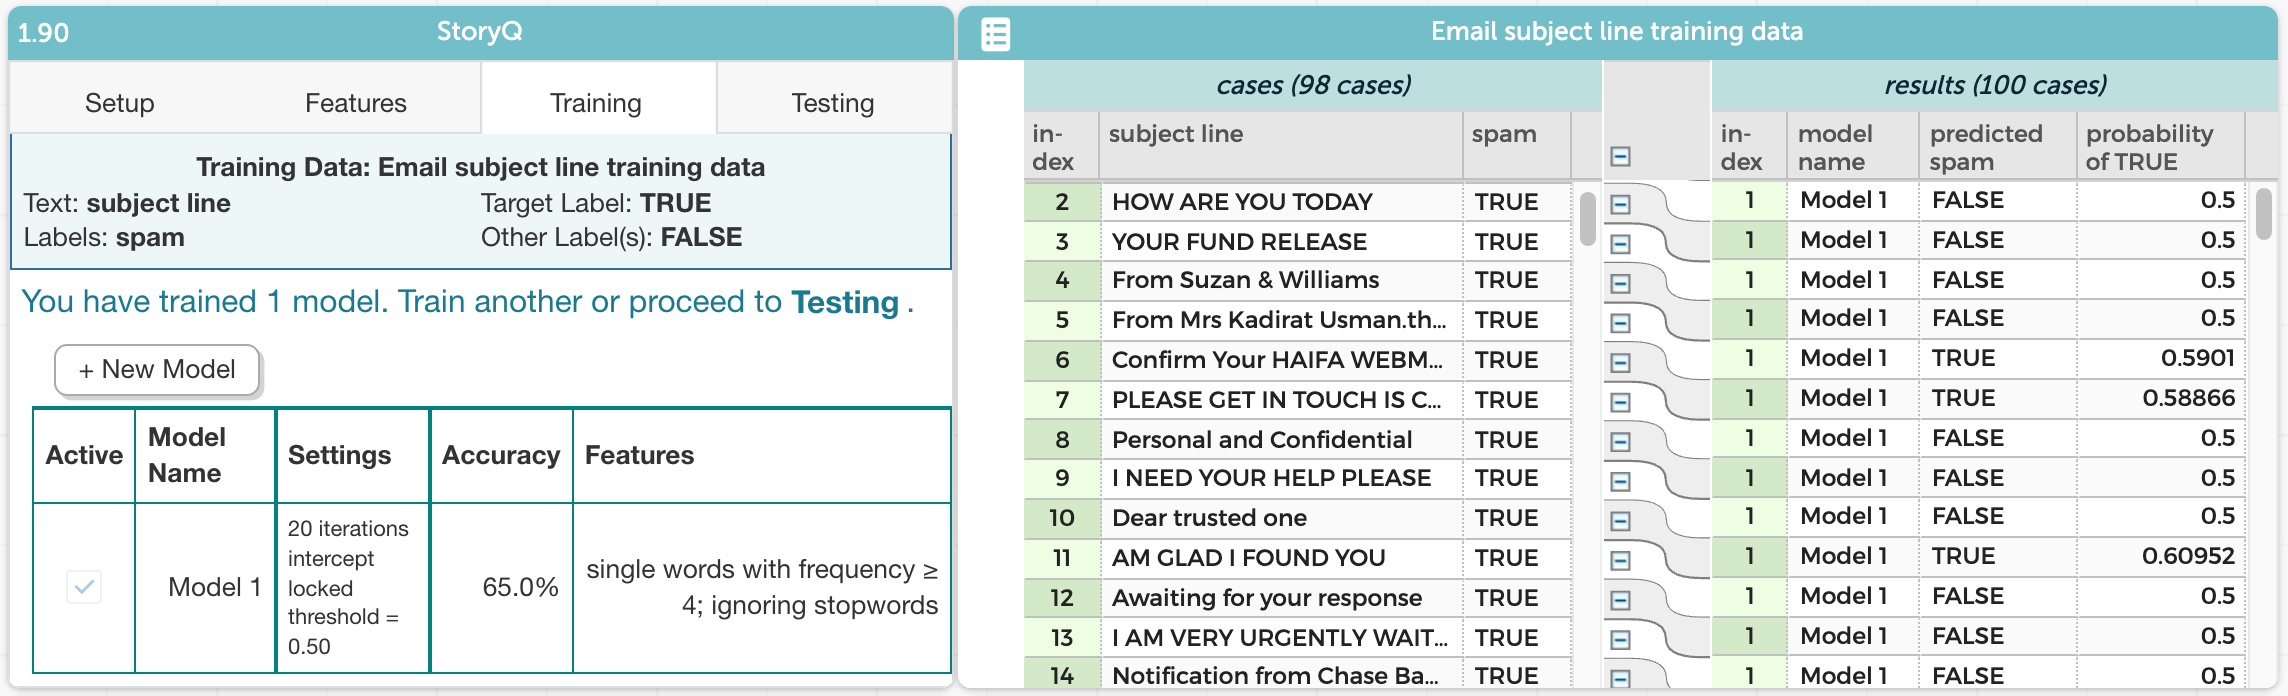 1.90
StoryQ
Setup
Features
Training
Testing
Training Data: Email subject line training data
Text: subject line
Target Label: TRUE
Labels: spam
Other Label(s): FALSE
You have trained 1 model. Train another or proceed to Testing .
+ New Model
Active
Model
Name
Settings
Accuracy
Features
Model 1
20 iterations
intercept
locked
threshold =
0.50
65.0%
single words with frequency ≥
4; ignoring stopwords
Email subject line training data
cases (98 cases)
results (100 cases)
in-
dex
subject line
spam
in-
dex
model
name
predicted
spam
probability
of TRUE
2 HOW ARE YOU TODAY TRUE 1 Model 1 FALSE 0.5
3 YOUR FUND RELEASE TRUE 1 Model 1 FALSE 0.5
4 From Suzan & Williams TRUE 1 Model 1 FALSE 0.5
5 From Mrs Kadirat Usman.th... TRUE 1 Model 1 FALSE 0.5
6 Confirm Your HAIFA WEBM... TRUE 1 Model 1 TRUE 0.5901
7 PLEASE GET IN TOUCH IS C... TRUE 1 Model 1 TRUE 0.58866
8 Personal and Confidential TRUE 1 Model 1 FALSE 0.5
9 I NEED YOUR HELP PLEASE TRUE 1 Model 1 FALSE 0.5
10 Dear trusted one TRUE 1 Model 1 FALSE 0.5
11 AM GLAD I FOUND YOU TRUE 1 Model 1 TRUE 0.60952
12 Awaiting for your response TRUE 1 Model 1 FALSE 0.5
13 I AM VERY URGENTLY WAIT... TRUE 1 Model 1 FALSE 0.5
14 Notification from Chase Ba... TRUE 1 Model 1 FALSE 0.5